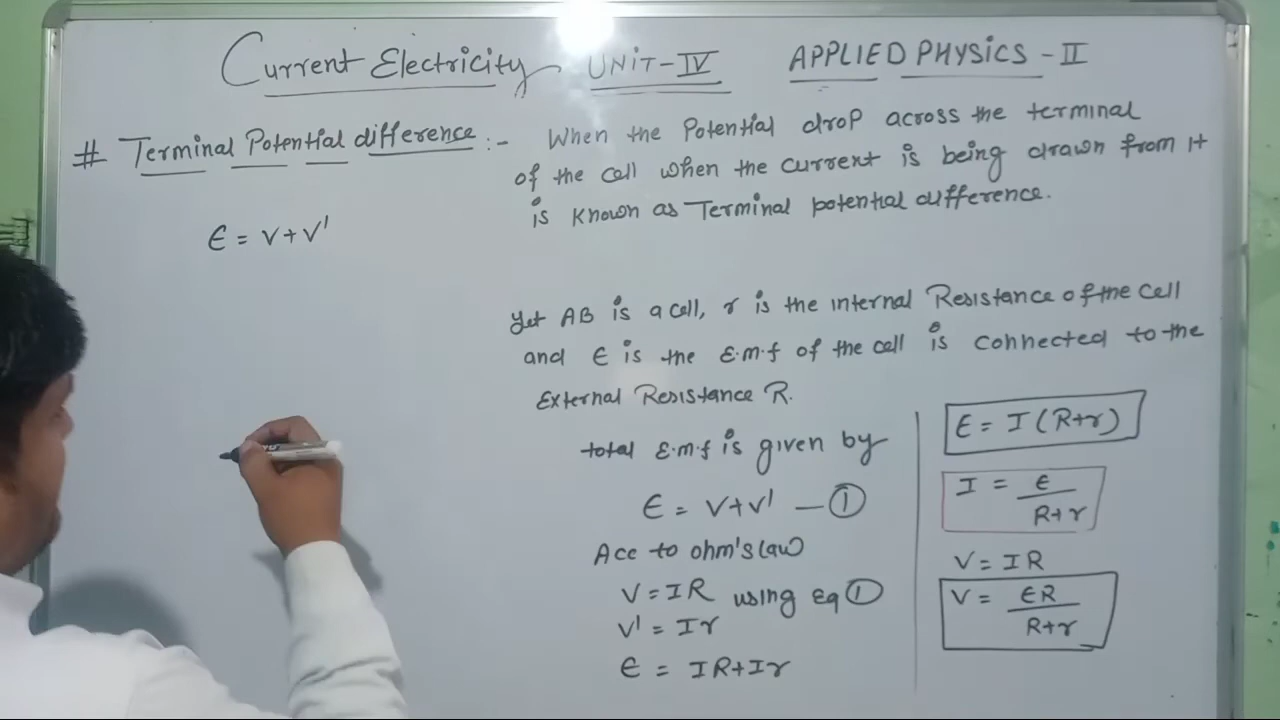 Current Electricity UNIT-IV APPLIED PHYSICS-II
# Terminal Potential difference:- When the Potential drop across the terminal
of the cell when the current is being drawn from it
is known as Terminal potential difference.
ϵ = V+V'
Let AB is a cell, r is the internal Resistance of the cell
and ϵ is the E.m.f of the cell is connected to the
External Resistance R.
total E.m.f is given by
ϵ = V+V' — ①
Acc to ohm's law
V = IR using Eq ①
V' = Ir
ϵ = IR+Ir
ϵ = I (R+r)
I = ϵ / R+r
V = IR
V = ϵR / R+r